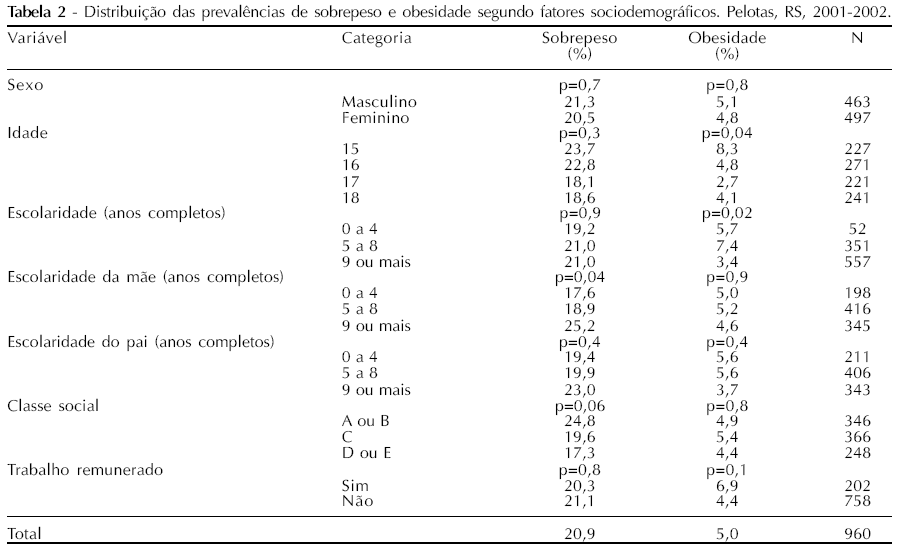 Tabela 2 - Distribuição das prevalências de sobrepeso e obesidade segundo fatores sociodemográficos. Pelotas, RS, 2001-2002.
Variável Categoria Sobrepeso Obesidade N
(%) (%)
Sexo p=0,7 p=0,8
Masculino 21,3 5,1 463
Feminino 20,5 4,8 497
Idade p=0,3 p=0,04
15 23,7 8,3 227
16 22,8 4,8 271
17 18,1 2,7 221
18 18,6 4,1 241
Escolaridade (anos completos) p=0,9 p=0,02
0 a 4 19,2 5,7 52
5 a 8 21,0 7,4 351
9 ou mais 21,0 3,4 557
Escolaridade da mãe (anos completos) p=0,04 p=0,9
0 a 4 17,6 5,0 198
5 a 8 18,9 5,2 416
9 ou mais 25,2 4,6 345
Escolaridade do pai (anos completos) p=0,4 p=0,4
0 a 4 19,4 5,6 211
5 a 8 19,9 5,6 406
9 ou mais 23,0 3,7 343
Classe social p=0,06 p=0,8
A ou B 24,8 4,9 346
C 19,6 5,4 366
D ou E 17,3 4,4 248
Trabalho remunerado p=0,8 p=0,1
Sim 20,3 6,9 202
Não 21,1 4,4 758
Total 20,9 5,0 960